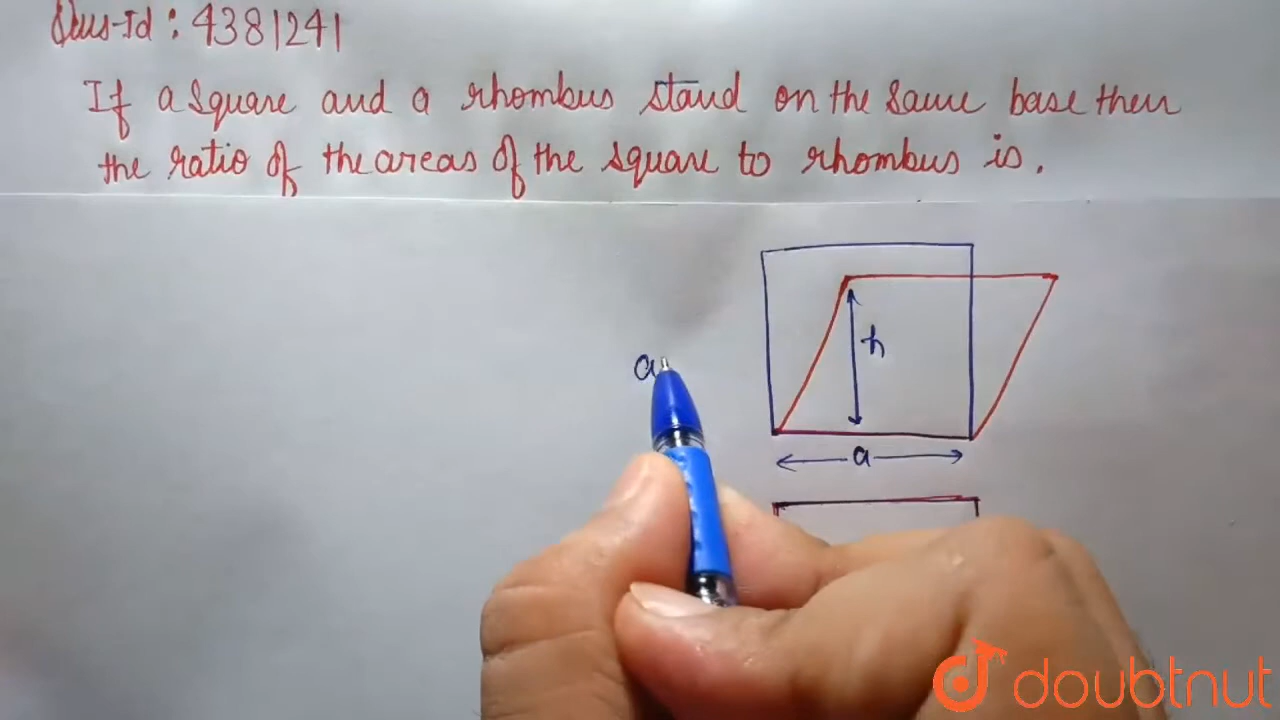 Qus-Id : 4381241
If a square and a rhombus stand on the same base then
the ratio of the areas of the square to rhombus is.
h
a
a
doubtnut